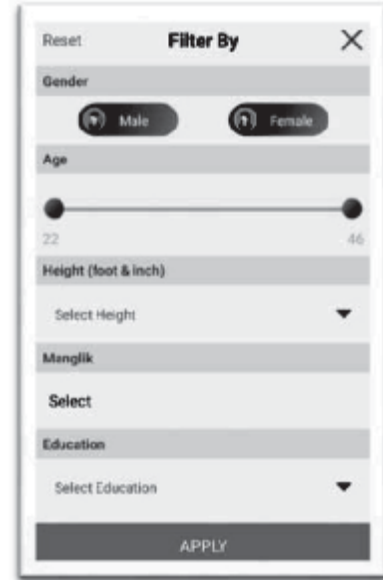 Reset Filter By X
Gender
Male Female
Age
22 46
Height (foot & inch)
Select Height
Manglik
Select
Education
Select Education
APPLY